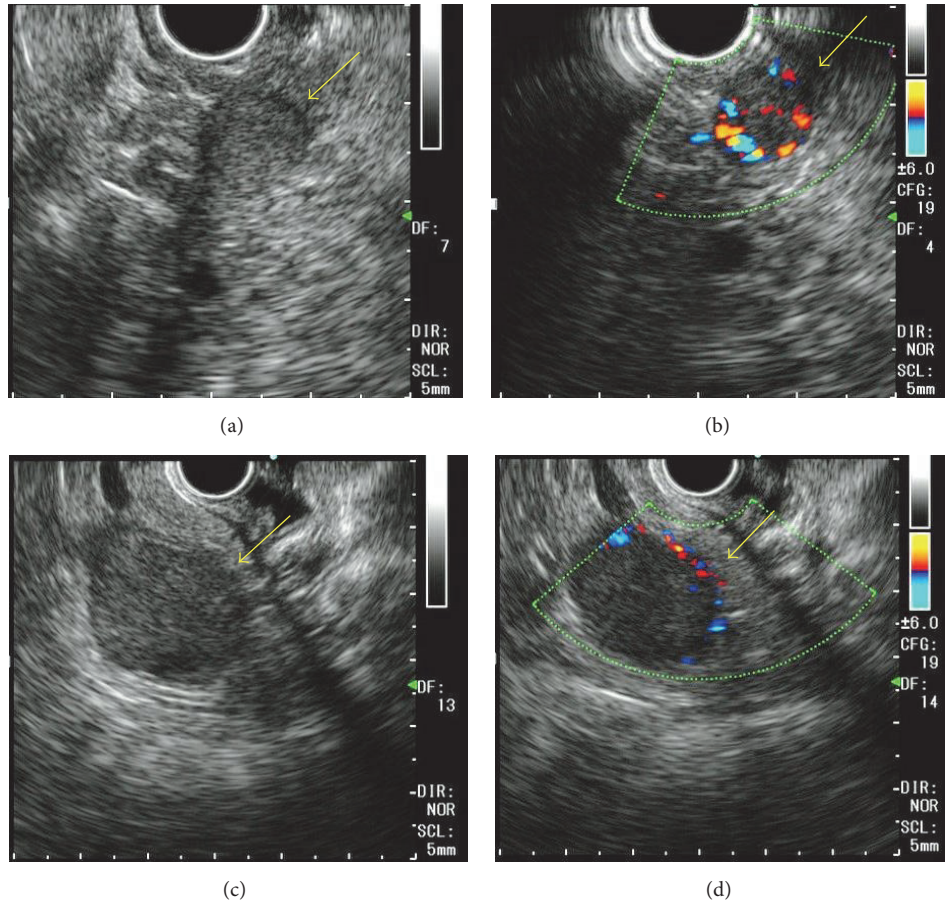 DF:
7
DIR:
NOR
SCL:
5mm
(a)
±6.0
CFG:
19
DF:
4
DIR:
NOR
SCL:
5mm
(b)
DF:
13
DIR:
NOR
SCL:
5mm
(c)
±6.0
CFG:
19
DF:
14
DIR:
NOR
SCL:
5mm
(d)